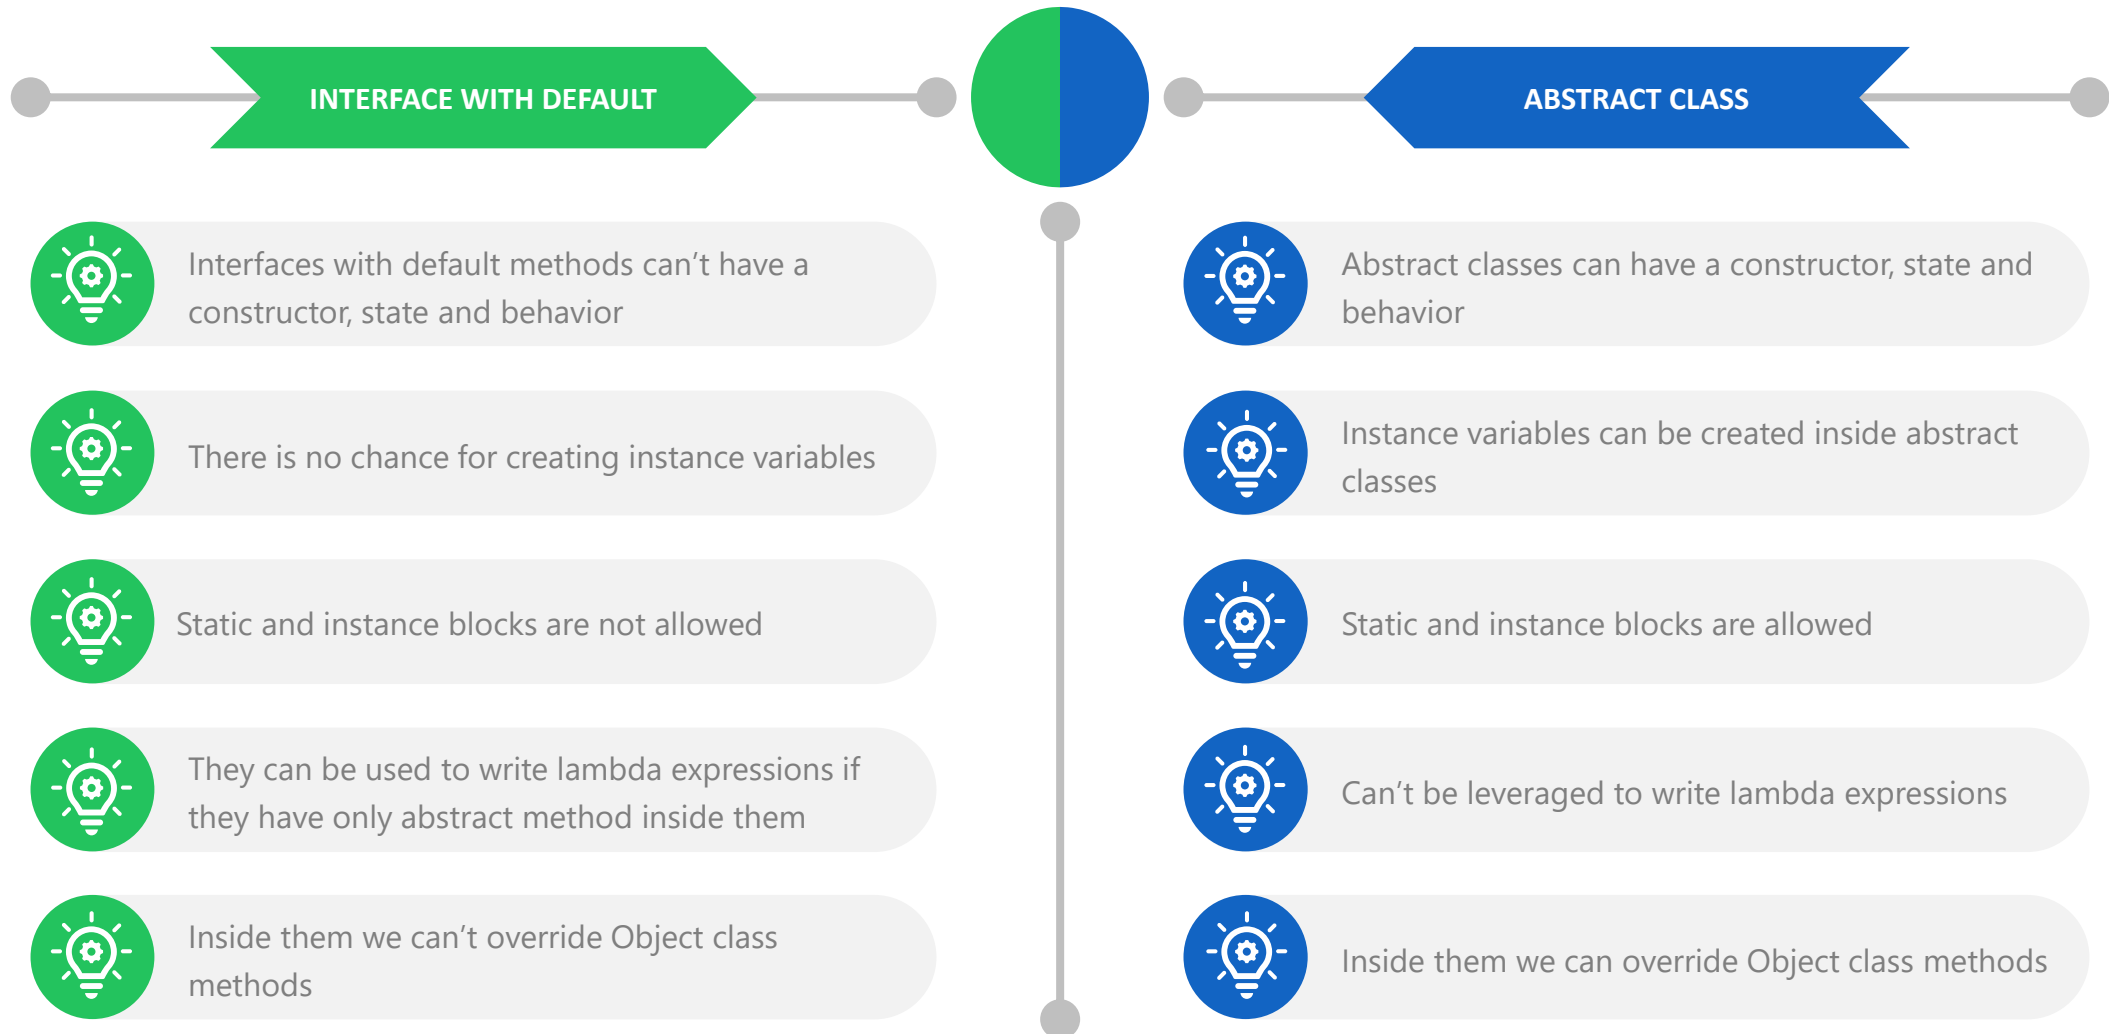 INTERFACE WITH DEFAULT
Interfaces with default methods can’t have a
constructor, state and behavior
There is no chance for creating instance variables
Static and instance blocks are not allowed
They can be used to write lambda expressions if
they have only abstract method inside them
Inside them we can’t override Object class
methods
ABSTRACT CLASS
Abstract classes can have a constructor, state and
behavior
Instance variables can be created inside abstract
classes
Static and instance blocks are allowed
Can’t be leveraged to write lambda expressions
Inside them we can override Object class methods